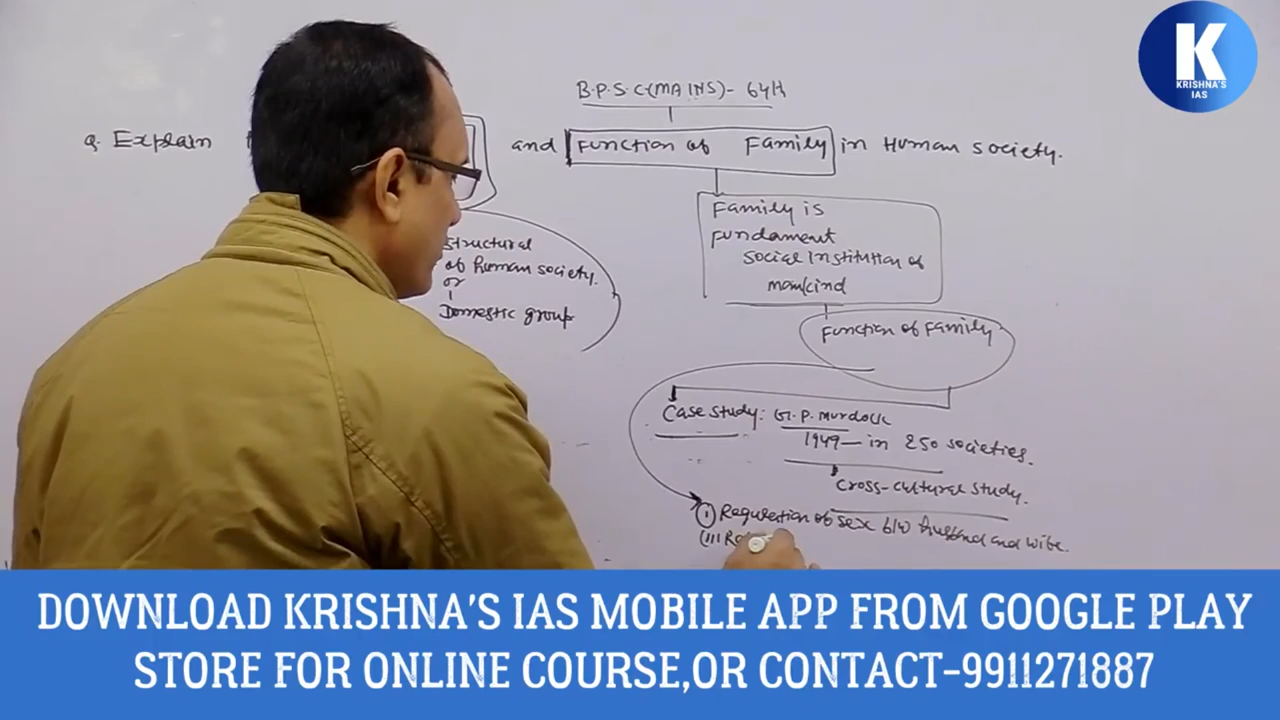 K
KRISHNA'S
IAS
B.P.S.C(MAINS)- 64th
Q. Explain and Function of Family in Human society.
structural
of human society.
or
Domestic group
Family is
Fundament
social Institution of
mankind
Function of Family
Case study: G.P. Murdock
1949 – in 250 societies.
Cross-cultural study.
(i) Reguletion of sex b/w husband and wife.
DOWNLOAD KRISHNA'S IAS MOBILE APP FROM GOOGLE PLAY
STORE FOR ONLINE COURSE,OR CONTACT-9911271887